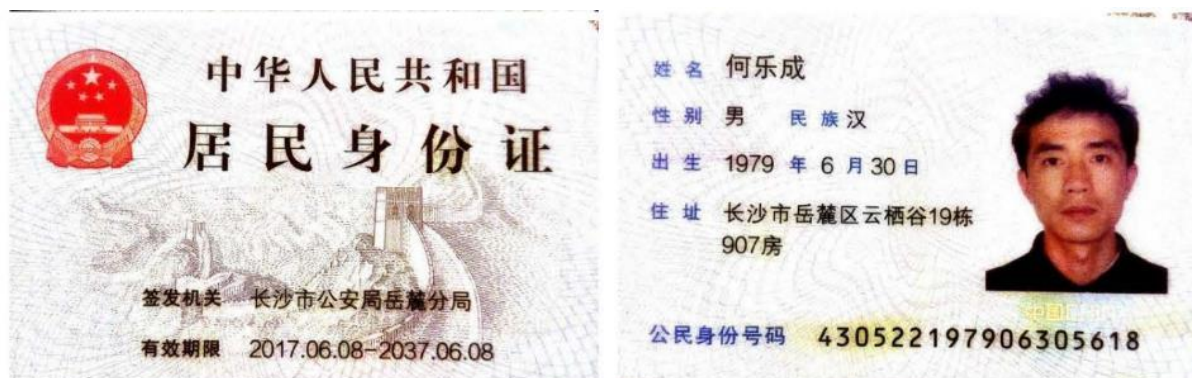 中华人民共和国
居民身份证
签发机关 长沙市公安局岳麓分局
有效期限 2017.06.08-2037.06.08
姓名 何乐成
性别 男 民族 汉
出生 1979 年 6 月 30 日
住址 长沙市岳麓区云栖谷19栋
907房
公民身份号码 430522197906305618